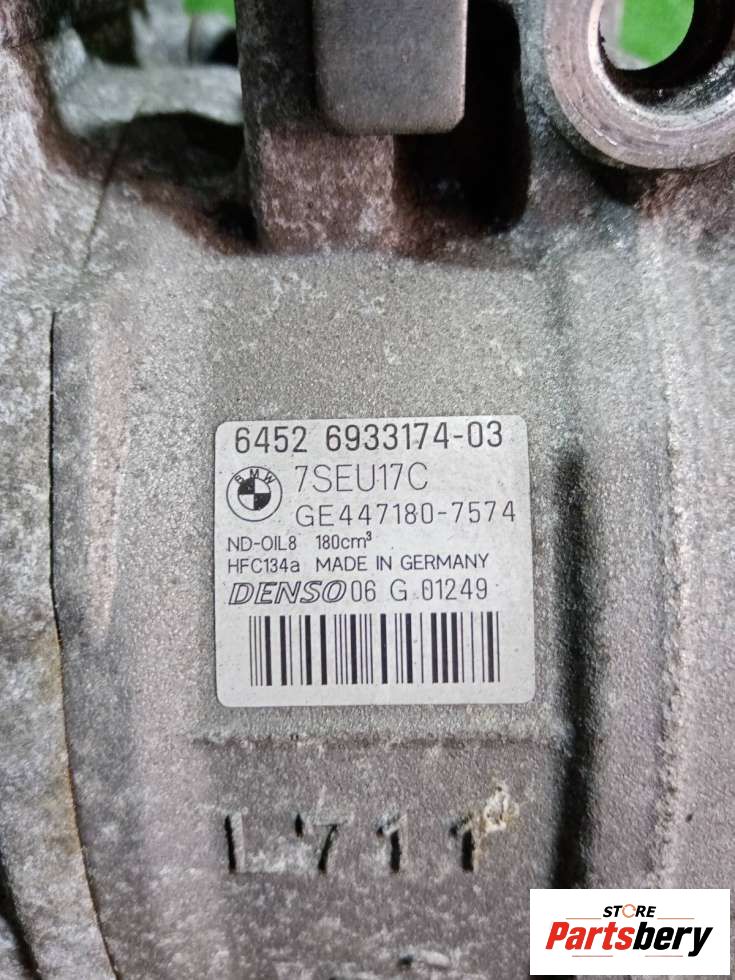 6452 6933174-03
BMW
7SEU17C
GE447180-7574
ND-OIL8 180cm³
HFC134a MADE IN GERMANY
DENSO 06 G 01249
L711
STORE
Partsbery